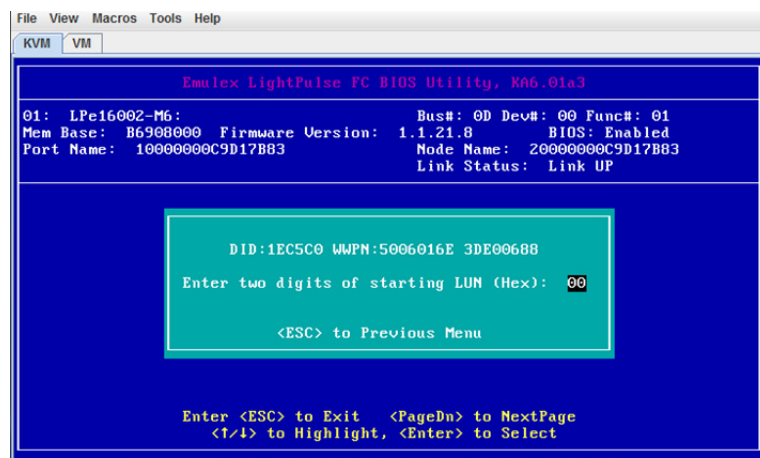 File View Macros Tools Help
KVM VM
Emulex LightPulse FC BIOS Utility, KA6.01a3
01: LPe16002-M6: Bus#: 0D Dev#: 00 Func#: 01
Mem Base: B6908000 Firmware Version: 1.1.21.8 BIOS: Enabled
Port Name: 10000000C9D17B83 Node Name: 20000000C9D17B83
Link Status: Link UP
DID:1EC5C0 WWPN:5006016E 3DE00688
Enter two digits of starting LUN (Hex): 00
<ESC> to Previous Menu
Enter <ESC> to Exit <PageDn> to NextPage
<↑/↓> to Highlight, <Enter> to Select